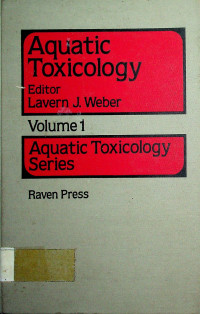 Aquatic
Toxicology
Editor
Lavern J. Weber
Volume 1
Aquatic Toxicology
Series
Raven Press